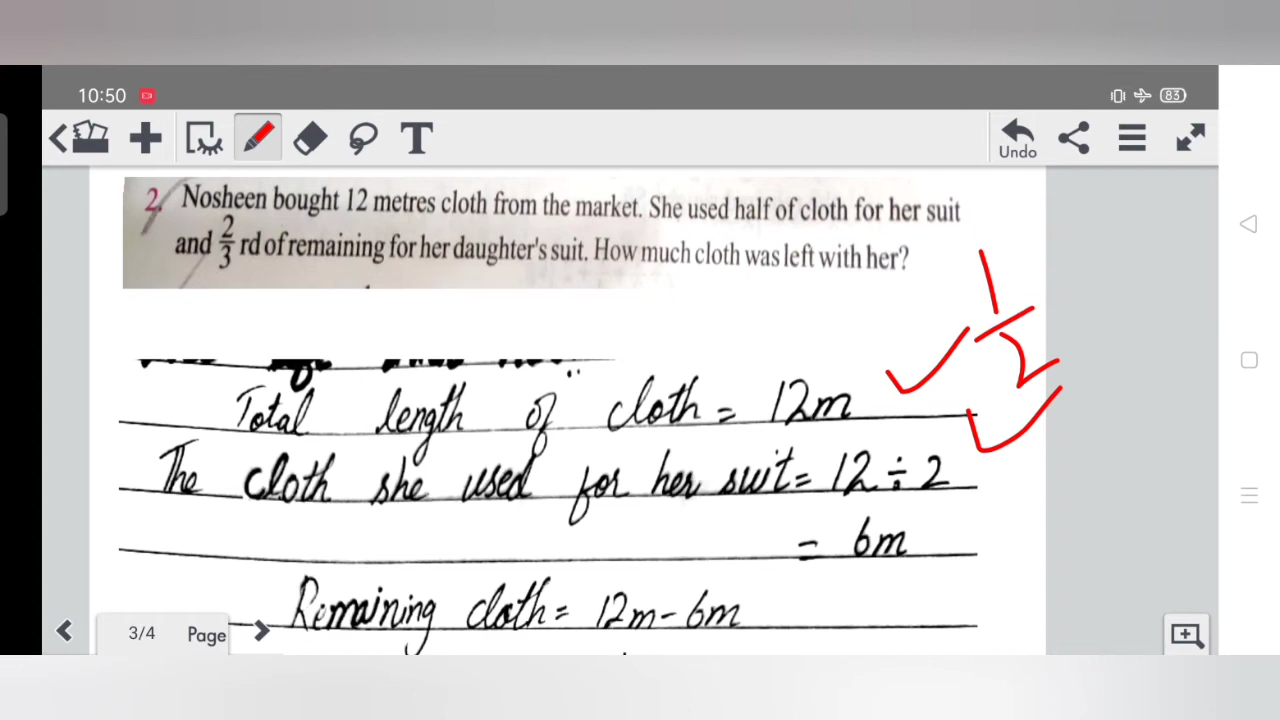 10:50
83
Undo
2. Nosheen bought 12 metres cloth from the market. She used half of cloth for her suit
and 2/3 rd of remaining for her daughter's suit. How much cloth was left with her?
1/2
Total length of cloth = 12m
The cloth she used for her suit = 12 ÷ 2
= 6m
Remaining cloth = 12m - 6m
3/4 Page